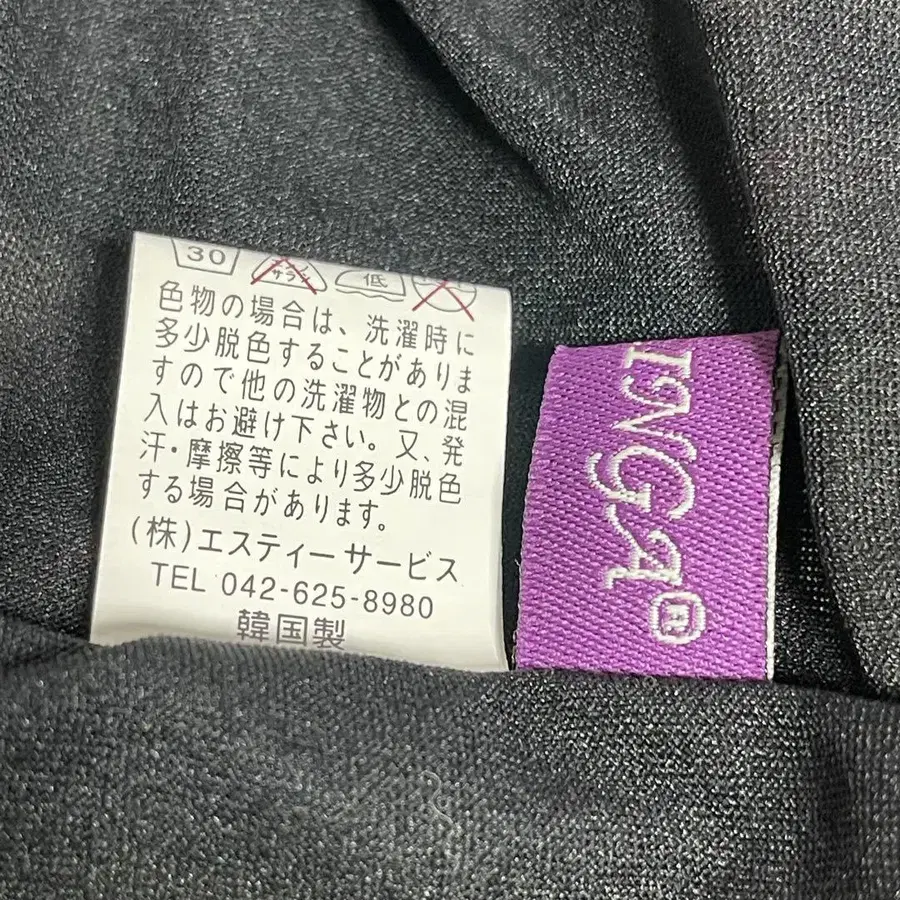 30
サラシ
低
色物の場合は、洗濯時に
多少脱色することがありま
すので他の洗濯物との混
入はお避け下さい。又、発
汗・摩擦等により多少脱色
する場合があります。
(株)エスティーサービス
TEL 042-625-8980
韓国製
INGA®